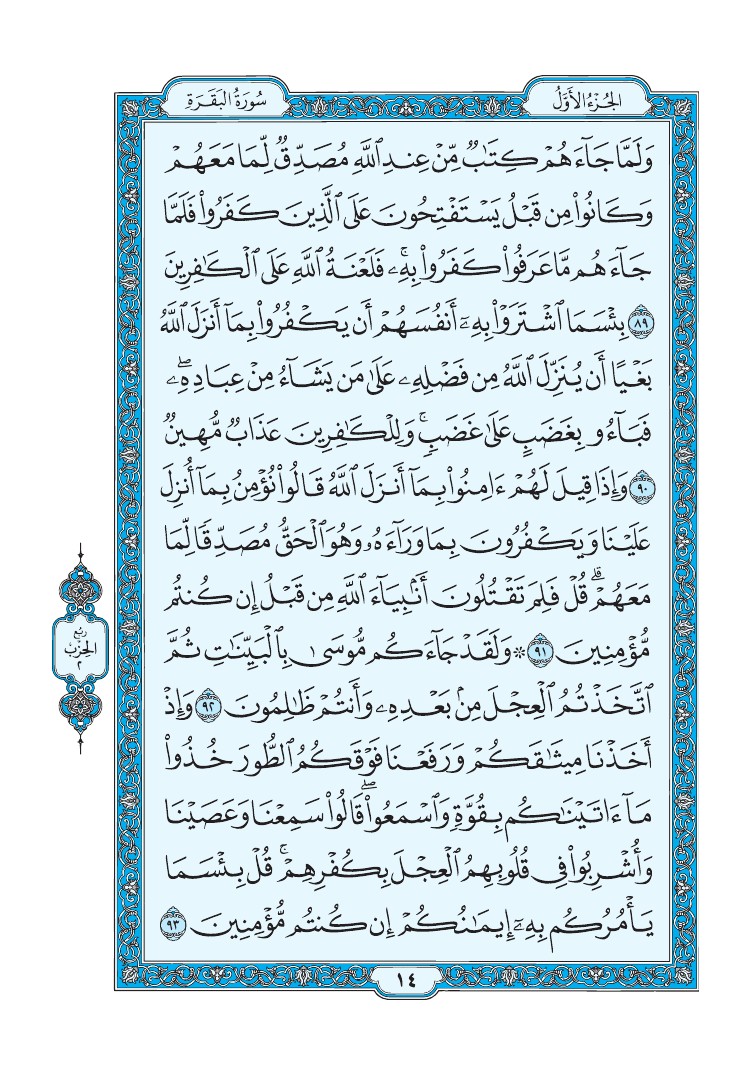 الجُزْءُ الأَوَّلُ
سُورَةُ البَقَرَةِ
وَلَمَّا جَآءَهُمْ كِتَٰبٌ مِّنْ عِندِ ٱللَّهِ مُصَدِّقٌ لِّمَا مَعَهُمْ
وَكَانُوا۟ مِن قَبْلُ يَسْتَفْتِحُونَ عَلَى ٱلَّذِينَ كَفَرُوا۟ فَلَمَّا
جَآءَهُم مَّا عَرَفُوا۟ كَفَرُوا۟ بِهِۦۚ فَلَعْنَةُ ٱللَّهِ عَلَى ٱلْكَٰفِرِينَ
٨٩ بِئْسَمَا ٱشْتَرَوْا۟ بِهِۦٓ أَنفُسَهُمْ أَن يَكْفُرُوا۟ بِمَآ أَنزَلَ ٱللَّهُ
بَغْيًا أَن يُنَزِّلَ ٱللَّهُ مِن فَضْلِهِۦ عَلَىٰ مَن يَشَآءُ مِنْ عِبَادِهِۦۖ
فَبَآءُو بِغَضَبٍ عَلَىٰ غَضَبٍۚ وَلِلْكَٰفِرِينَ عَذَابٌ مُّهِينٌ
٩٠ وَإِذَا قِيلَ لَهُمْ ءَامِنُوا۟ بِمَآ أَنزَلَ ٱللَّهُ قَالُوا۟ نُؤْمِنُ بِمَآ أُنزِلَ
عَلَيْنَا وَيَكْفُرُونَ بِمَا وَرَآءَهُۥ وَهُوَ ٱلْحَقُّ مُصَدِّقًا لِّمَا
مَعَهُمْۗ قُلْ فَلِمَ تَقْتُلُونَ أَنۢبِيَآءَ ٱللَّهِ مِن قَبْلُ إِن كُنتُم
مُّؤْمِنِينَ ٩١ ۞ وَلَقَدْ جَآءَكُم مُّوسَىٰ بِٱلْبَيِّنَٰتِ ثُمَّ
ٱتَّخَذْتُمُ ٱلْعِجْلَ مِنۢ بَعْدِهِۦ وَأَنتُمْ ظَٰلِمُونَ ٩٢ وَإِذْ
أَخَذْنَا مِيثَٰقَكُمْ وَرَفَعْنَا فَوْقَكُمُ ٱلطُّورَ خُذُوا۟
مَآ ءَاتَيْنَٰكُم بِقُوَّةٍ وَٱسْمَعُوا۟ۖ قَالُوا۟ سَمِعْنَا وَعَصَيْنَا
وَأُشْرِبُوا۟ فِى قُلُوبِهِمُ ٱلْعِجْلَ بِكُفْرِهِمْۚ قُلْ بِئْسَمَا
يَأْمُرُكُم بِهِۦٓ إِيمَٰنُكُمْ إِن كُنتُم مُّؤْمِنِينَ ٩٣
ربع
الحزب
٢
١٤